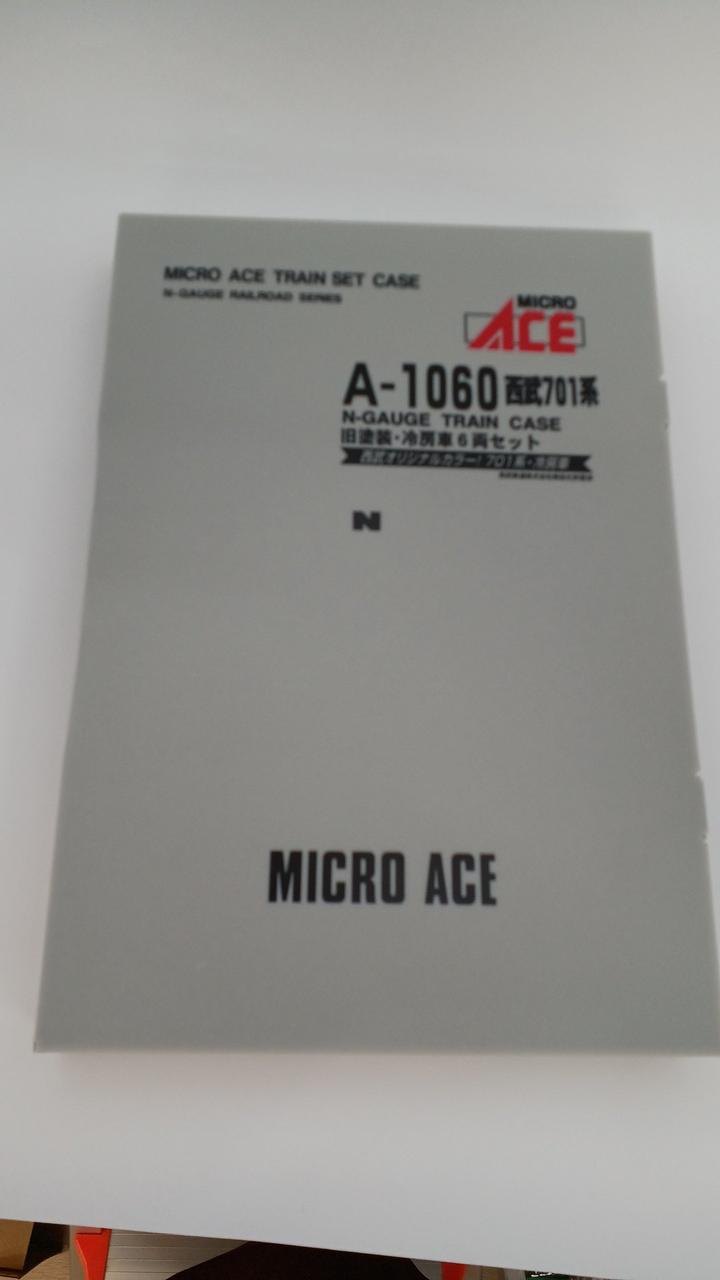 MICRO ACE TRAIN SET CASE
N-GAUGE RAILROAD SERIES
MICRO
ACE
A-1060 西武701系
N-GAUGE TRAIN CASE
旧塗装・冷房車6両セット
西武オリジナルカラー! 701系・冷房車
N
MICRO ACE